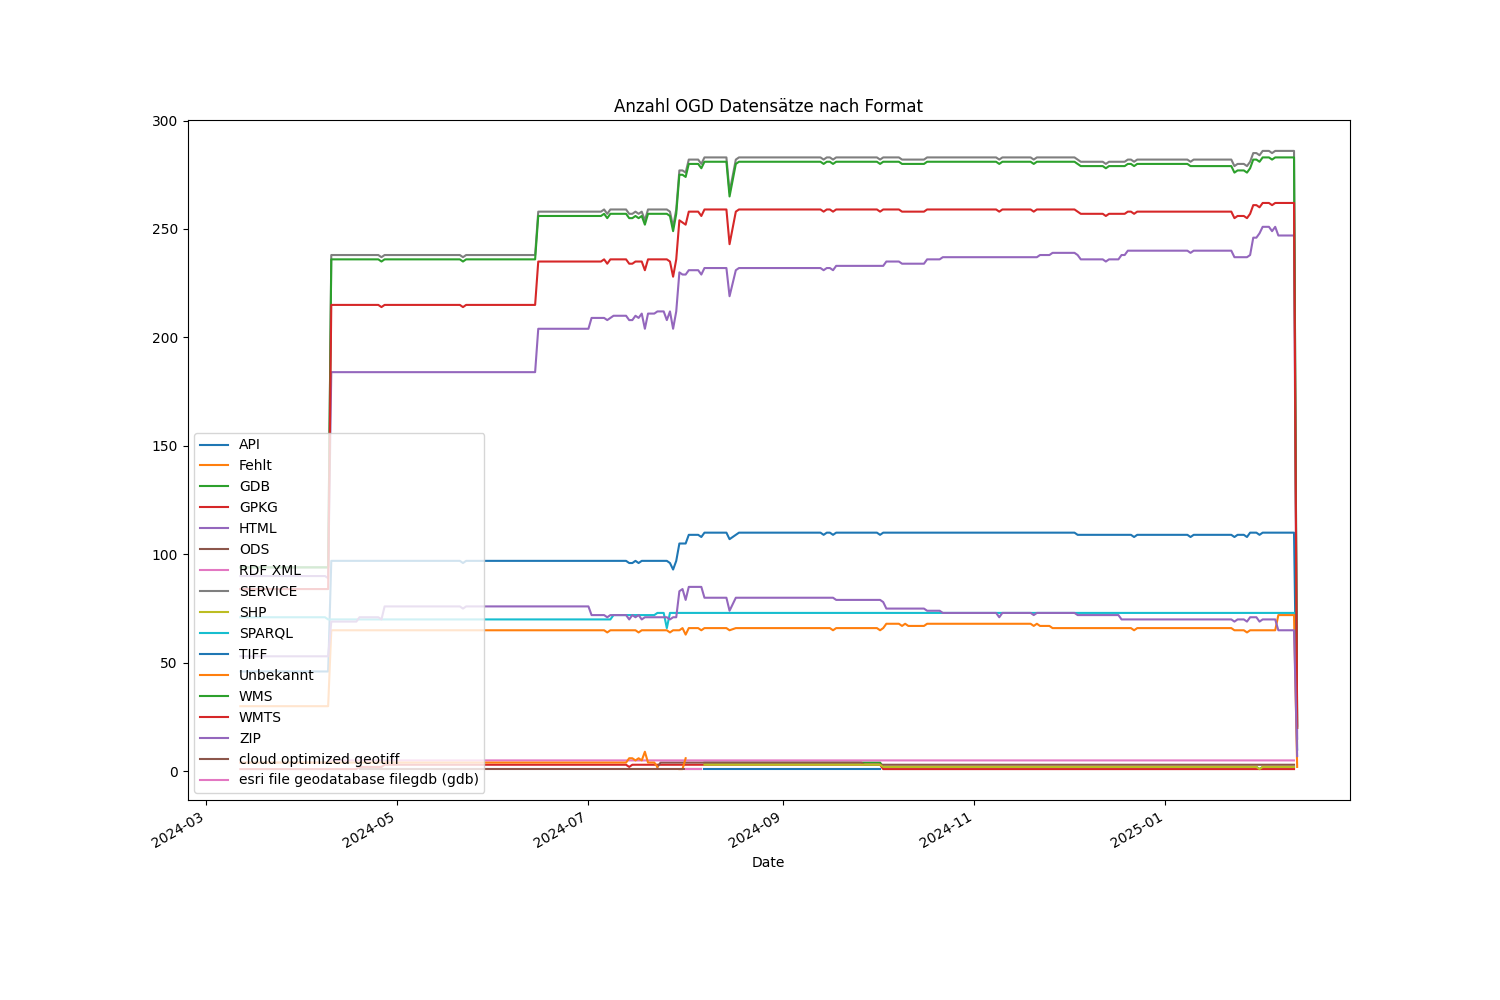 Anzahl OGD Datensätze nach Format
300
250
200
150
100
50
0
API
Fehlt
GDB
GPKG
HTML
ODS
RDF XML
SERVICE
SHP
SPARQL
TIFF
Unbekannt
WMS
WMTS
ZIP
cloud optimized geotiff
esri file geodatabase filegdb (gdb)
2024-03
2024-05
2024-07
2024-09
2024-11
2025-01
Date